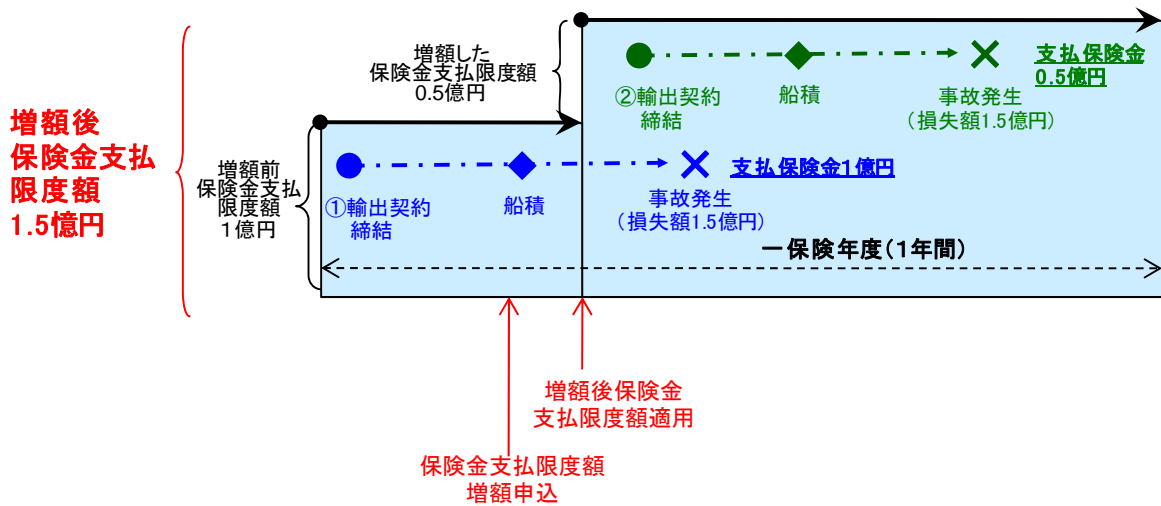 増額後
保険金支払
限度額
1.5億円
増額した
保険金支払限度額
0.5億円
増額前
保険金支払
限度額
1億円
②輸出契約
締結
船積
事故発生
(損失額1.5億円)
支払保険金
0.5億円
①輸出契約
締結
船積
事故発生
(損失額1.5億円)
支払保険金1億円
一保険年度(1年間)
増額後保険金
支払限度額適用
保険金支払限度額
増額申込